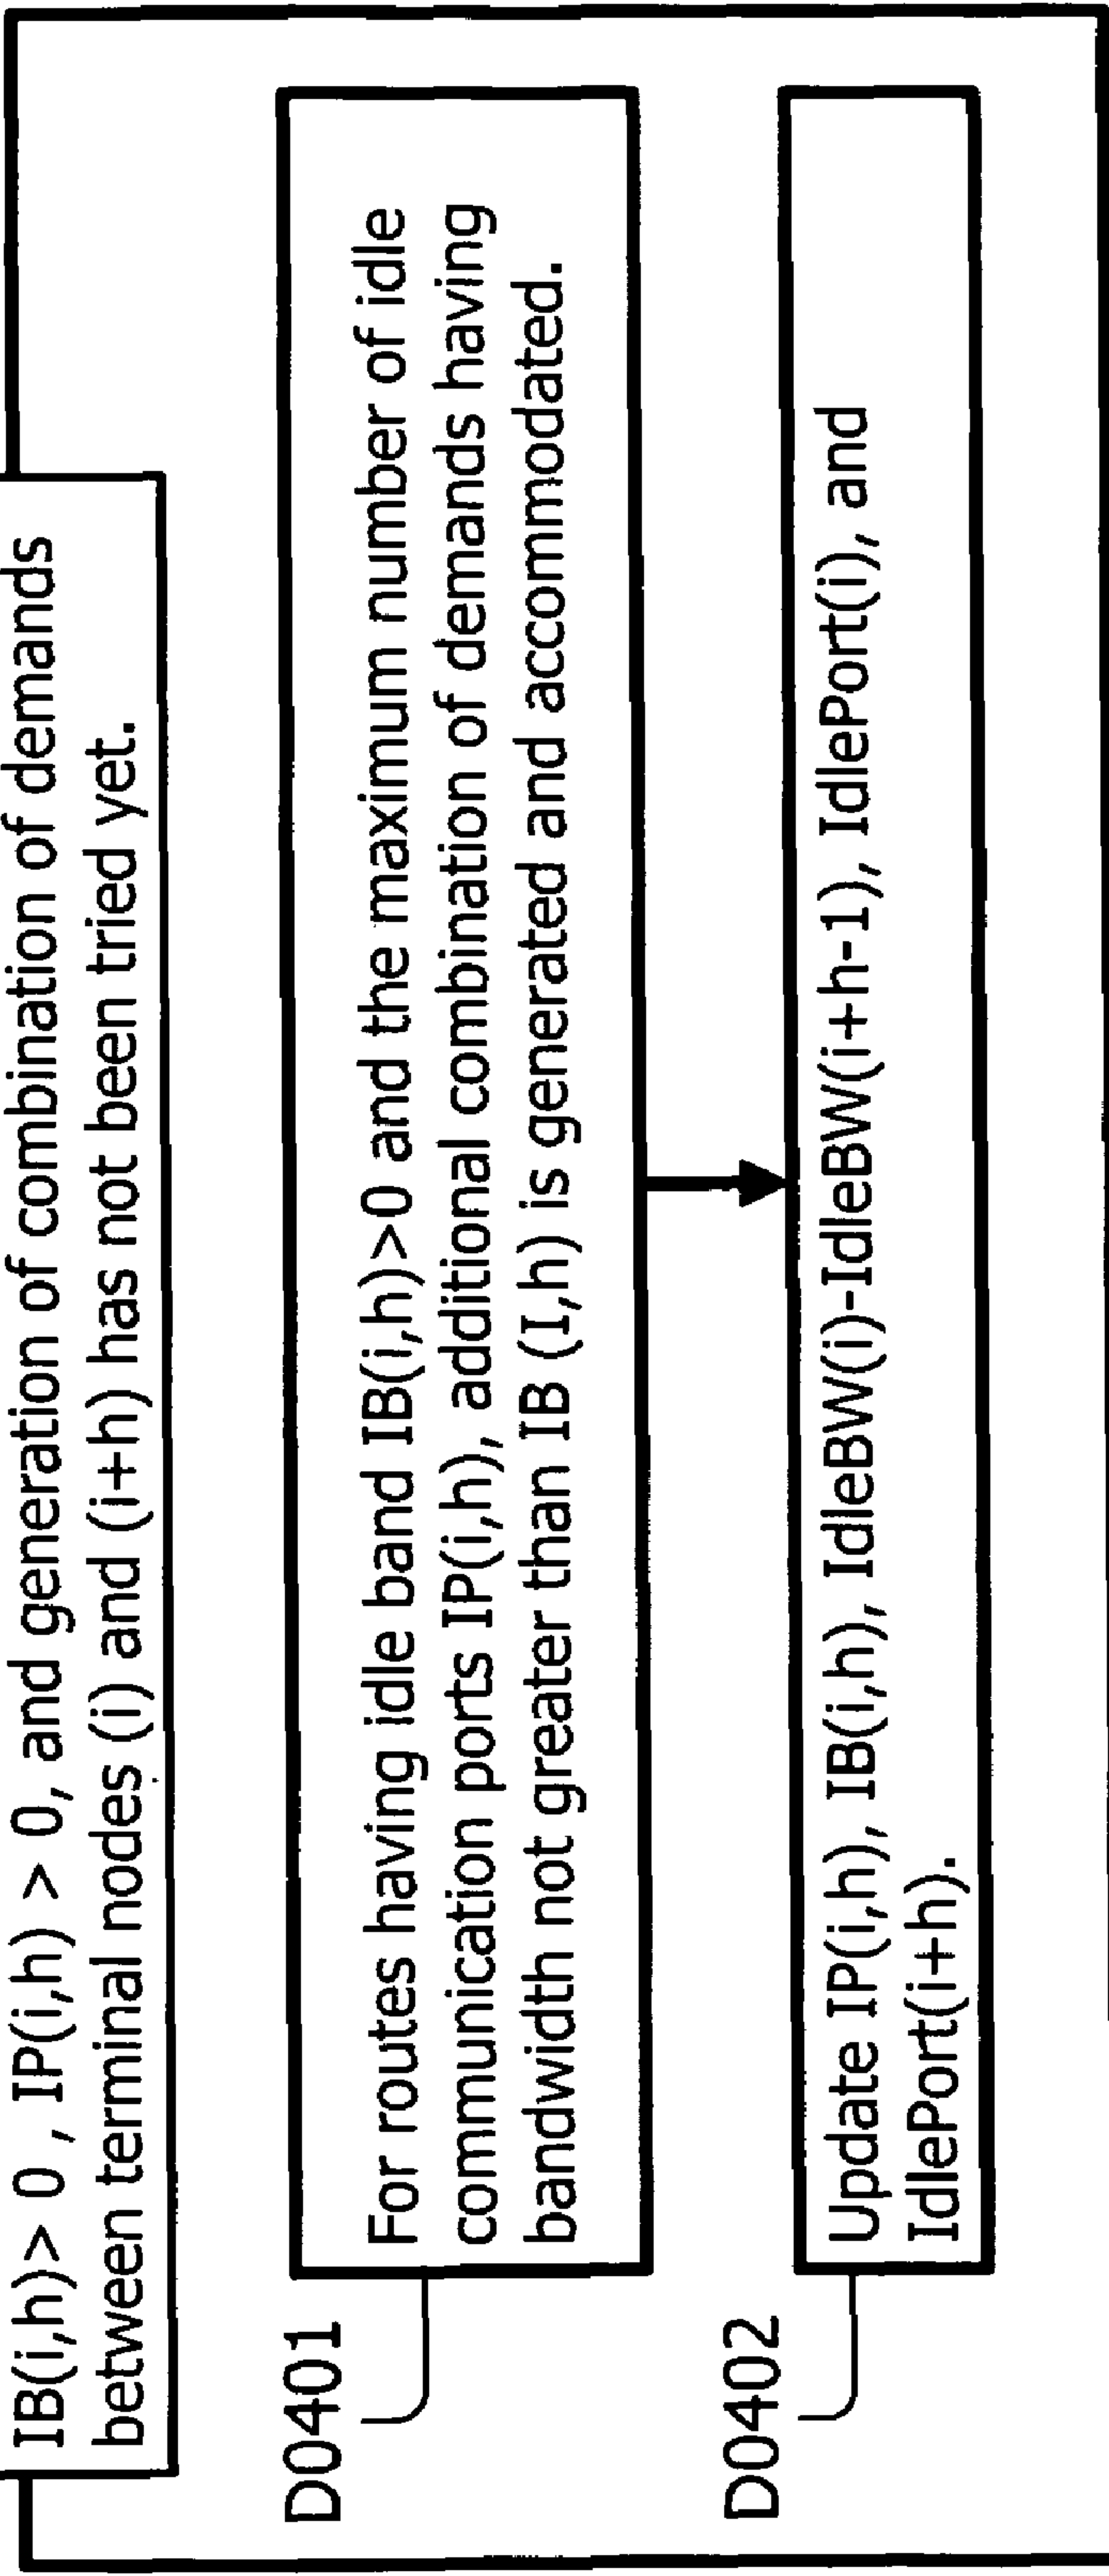 IB(i,h)> 0 , IP(i,h) > 0, and generation of combination of demands
between terminal nodes (i) and (i+h) has not been tried yet.
D0401
For routes having idle band IB(i,h)>0 and the maximum number of idle
communication ports IP(i,h), additional combination of demands having
bandwidth not greater than IB (I,h) is generated and accommodated.
D0402
Update IP(i,h), IB(i,h), IdleBW(i)-IdleBW(i+h-1), IdlePort(i), and
IdlePort(i+h).